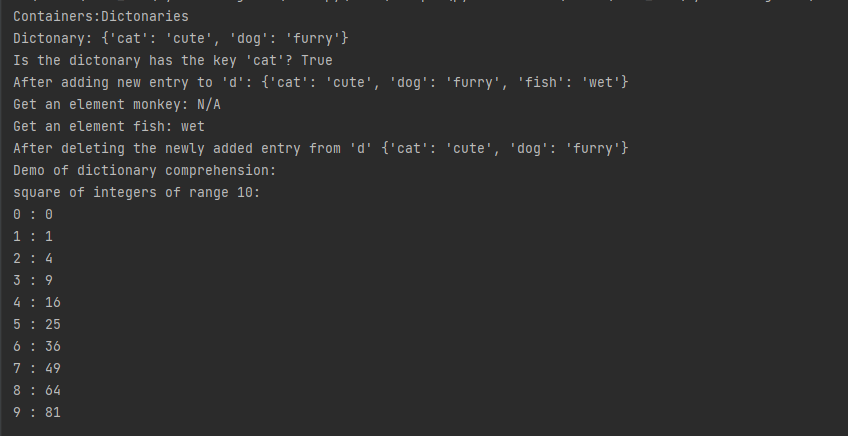 Containers:Dictonaries
Dictonary: {'cat': 'cute', 'dog': 'furry'}
Is the dictonary has the key 'cat'? True
After adding new entry to 'd': {'cat': 'cute', 'dog': 'furry', 'fish': 'wet'}
Get an element monkey: N/A
Get an element fish: wet
After deleting the newly added entry from 'd' {'cat': 'cute', 'dog': 'furry'}
Demo of dictionary comprehension:
square of integers of range 10:
0 : 0
1 : 1
2 : 4
3 : 9
4 : 16
5 : 25
6 : 36
7 : 49
8 : 64
9 : 81